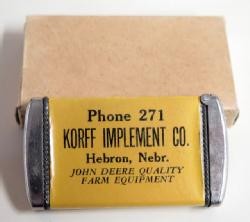 Phone 271
KORFF IMPLEMENT CO.
Hebron, Nebr.
JOHN DEERE QUALITY
FARM EQUIPMENT